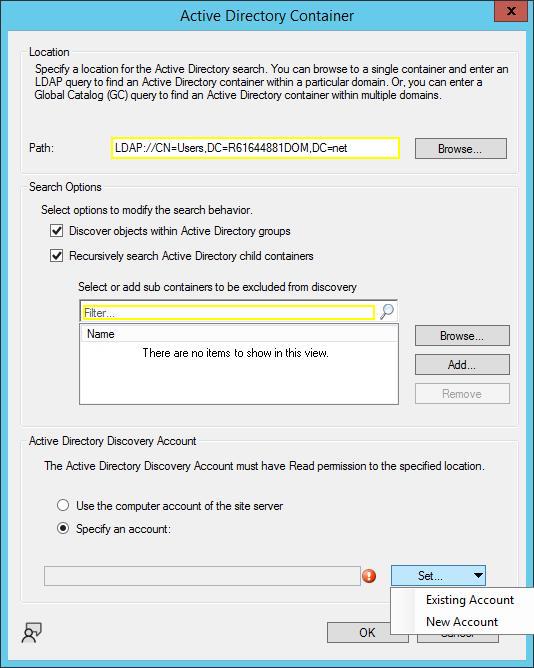 Active Directory Container
x
Location
Specify a location for the Active Directory search. You can browse to a single container and enter an
LDAP query to find an Active Directory container within a particular domain. Or, you can enter a
Global Catalog (GC) query to find an Active Directory container within multiple domains.
Path:
LDAP://CN=Users,DC=R61644881DOM,DC=net
Browse...
Search Options
Select options to modify the search behavior.
Discover objects within Active Directory groups
Recursively search Active Directory child containers
Select or add sub containers to be excluded from discovery
Filter...
Name
There are no items to show in this view.
Browse...
Add...
Remove
Active Directory Discovery Account
The Active Directory Discovery Account must have Read permission to the specified location.
Use the computer account of the site server
Specify an account:
Set...
Existing Account
New Account
OK
Cancel